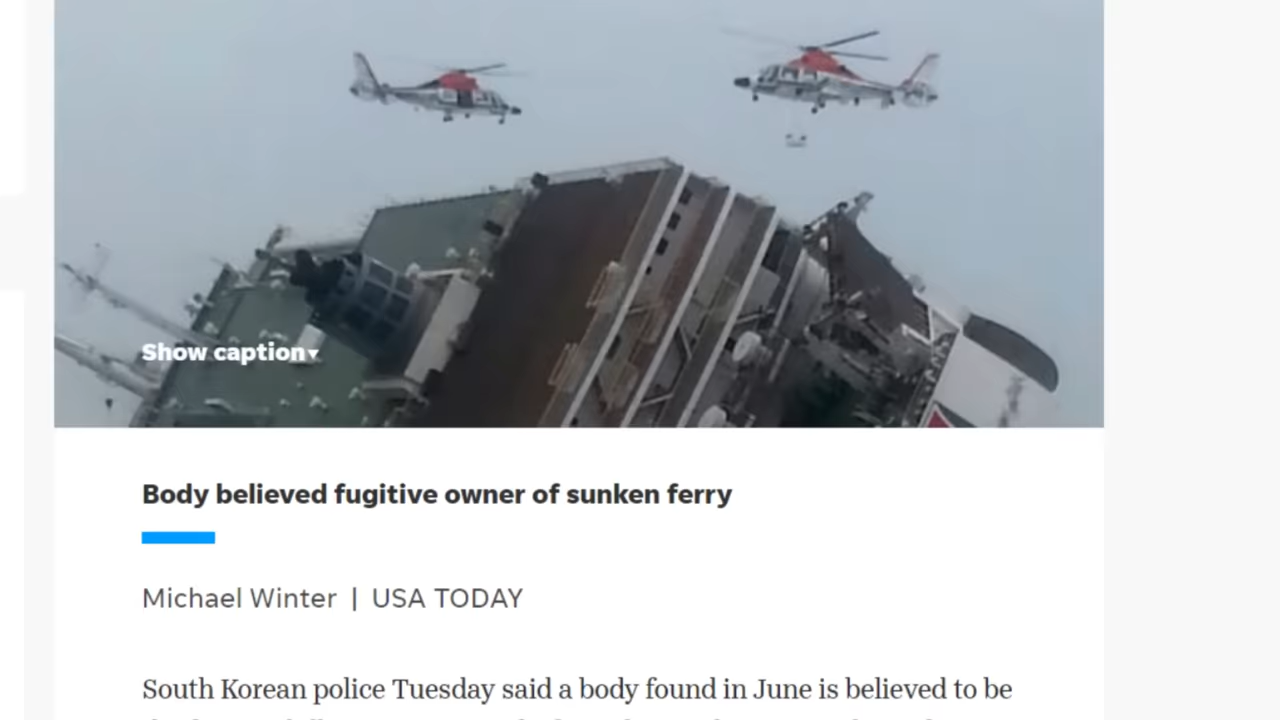 Show caption▾
Body believed fugitive owner of sunken ferry
Michael Winter | USA TODAY
South Korean police Tuesday said a body found in June is believed to be